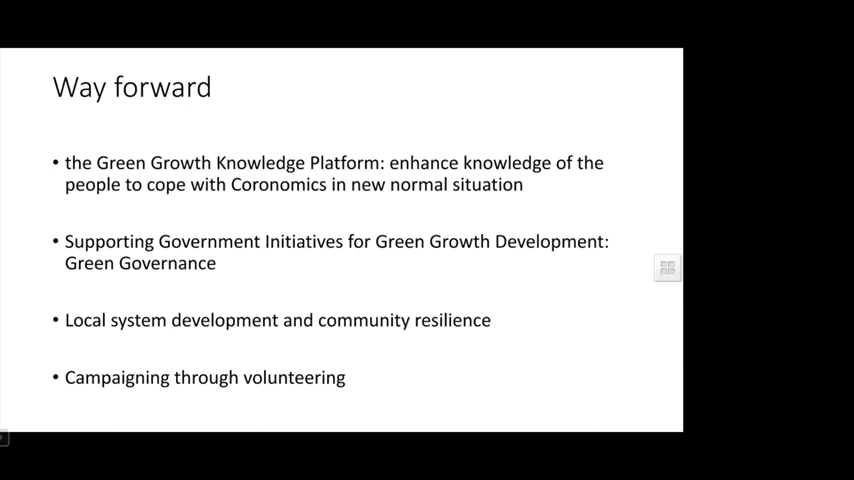 Way forward
• the Green Growth Knowledge Platform: enhance knowledge of the
people to cope with Coronomics in new normal situation
• Supporting Government Initiatives for Green Growth Development:
Green Governance
• Local system development and community resilience
• Campaigning through volunteering